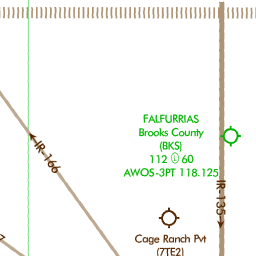 FALFURRIAS
Brooks County
(BKS)
112 Ⓛ 60
AWOS-3PT 118.125
IR-166
IR-135
Cage Ranch Pvt
(7TE2)